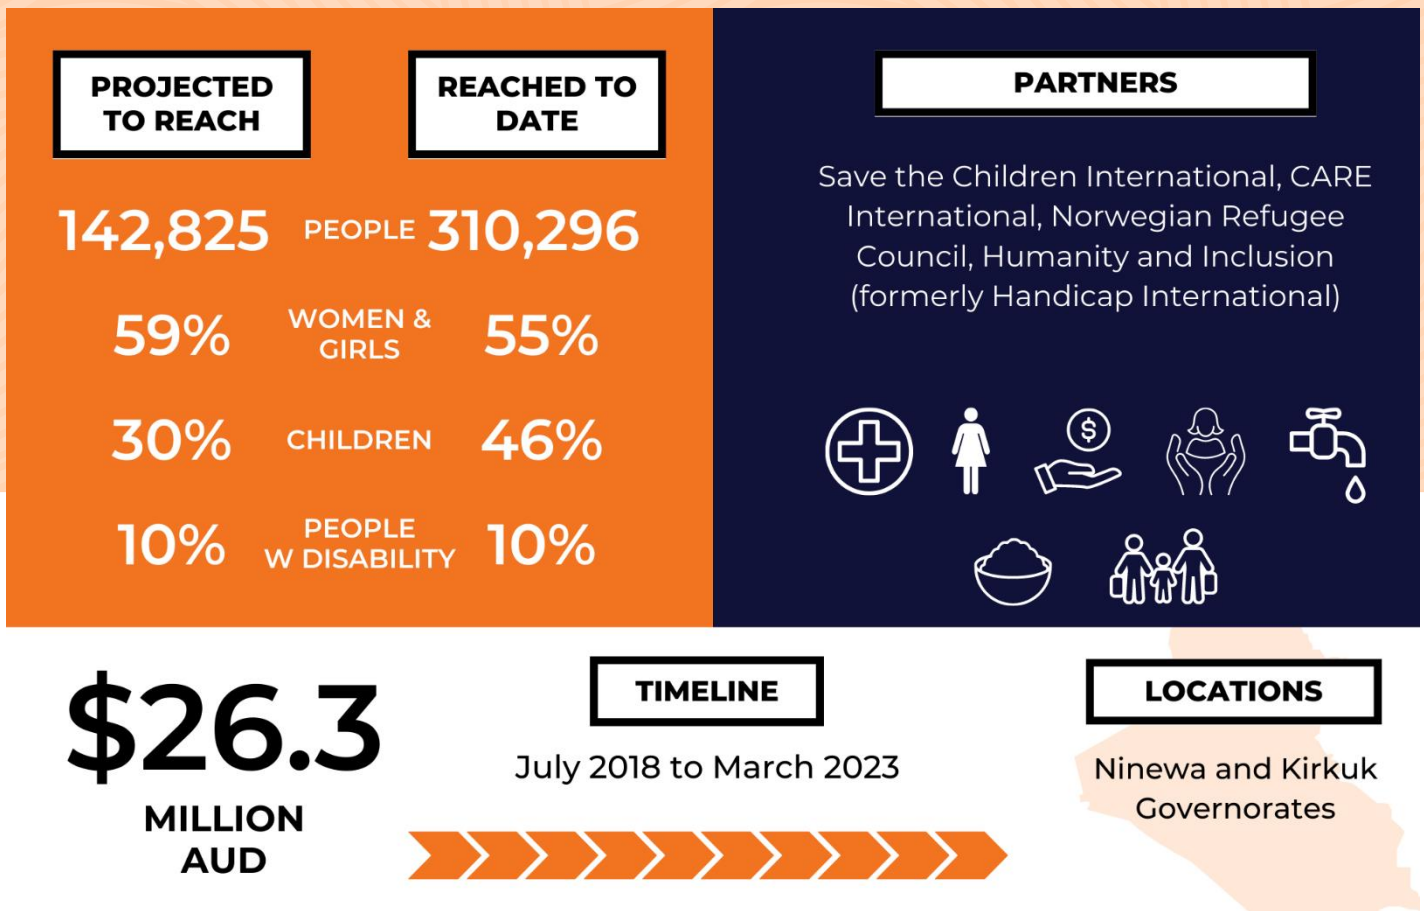 PROJECTED
TO REACH
REACHED TO
DATE
142,825 PEOPLE 310,296
59% WOMEN &
GIRLS 55%
30% CHILDREN 46%
10% PEOPLE
W DISABILITY 10%
PARTNERS
Save the Children International, CARE
International, Norwegian Refugee
Council, Humanity and Inclusion
(formerly Handicap International)
$
$26.3
MILLION
AUD
TIMELINE
July 2018 to March 2023
LOCATIONS
Ninewa and Kirkuk
Governorates